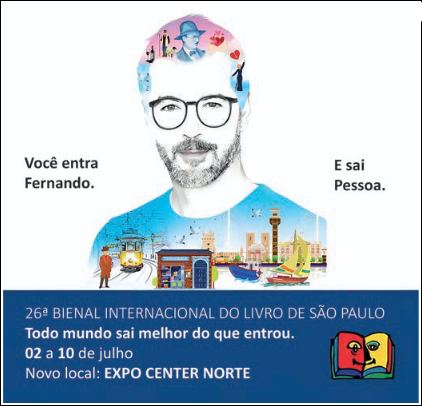 Você entra
Fernando.
E sai
Pessoa.
26ª BIENAL INTERNACIONAL DO LIVRO DE SÃO PAULO
Todo mundo sai melhor do que entrou.
02 a 10 de julho
Novo local: EXPO CENTER NORTE